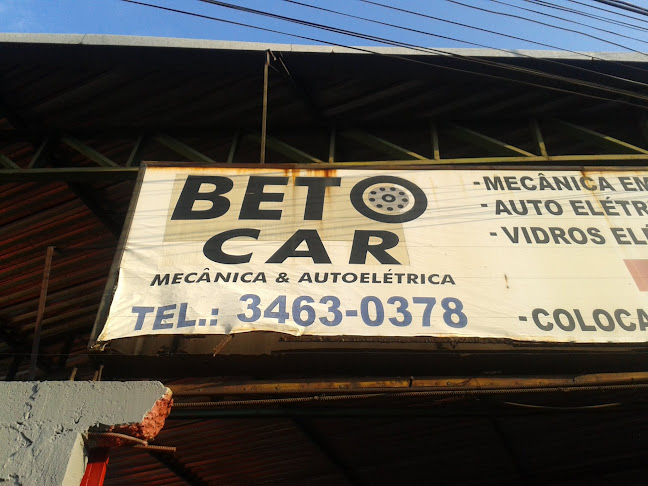 BETO
CAR
MECÂNICA & AUTOELÉTRICA
TEL.: 3463-0378
-MECÂNICA EM
- AUTO ELÉTR
- VIDROS ELÉ
-COLOCA